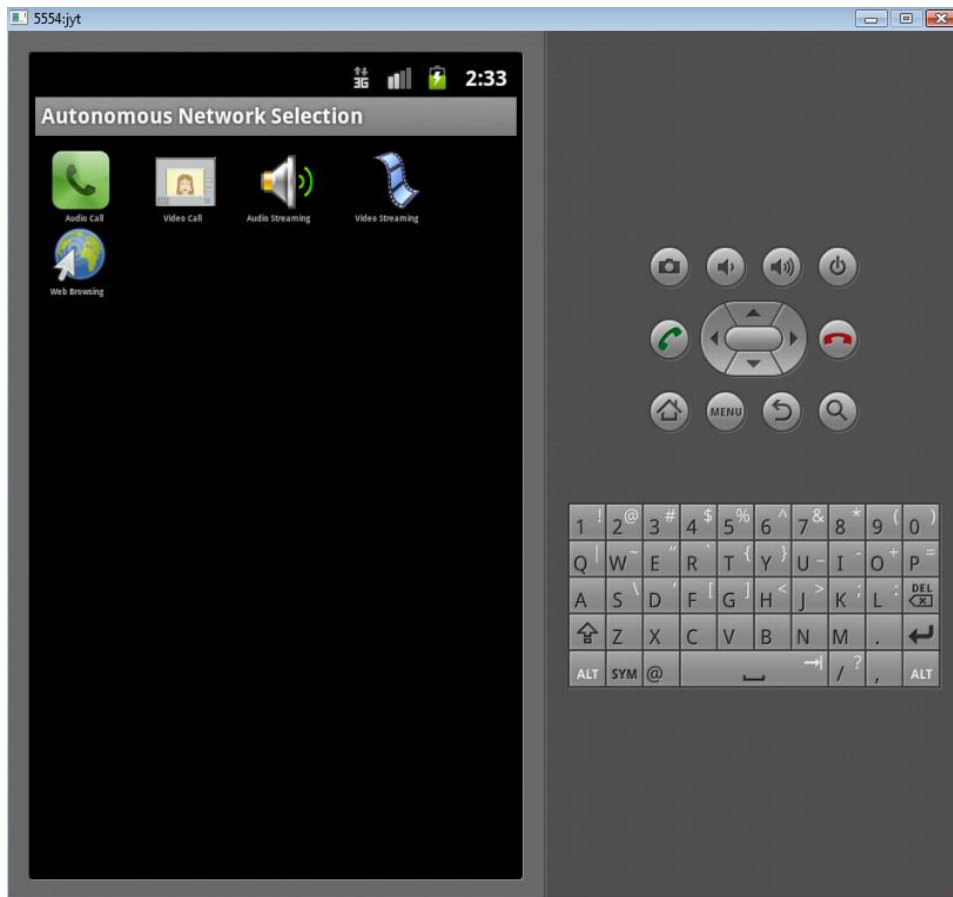 5554:jyt
3G 2:33
Autonomous Network Selection
Audio Call Video Call Audio Streaming Video Streaming
Web Browsing
MENU
1 ! 2 @ 3 # 4 $ 5 % 6 ^ 7 & 8 * 9 ( 0 )
Q | W ~ E " R ` T { Y } U _ I - O + P =
A S \ D ' F [ G ] H < J > K ; L : DEL
Z X C V B N M .
ALT SYM @ / ? , ALT